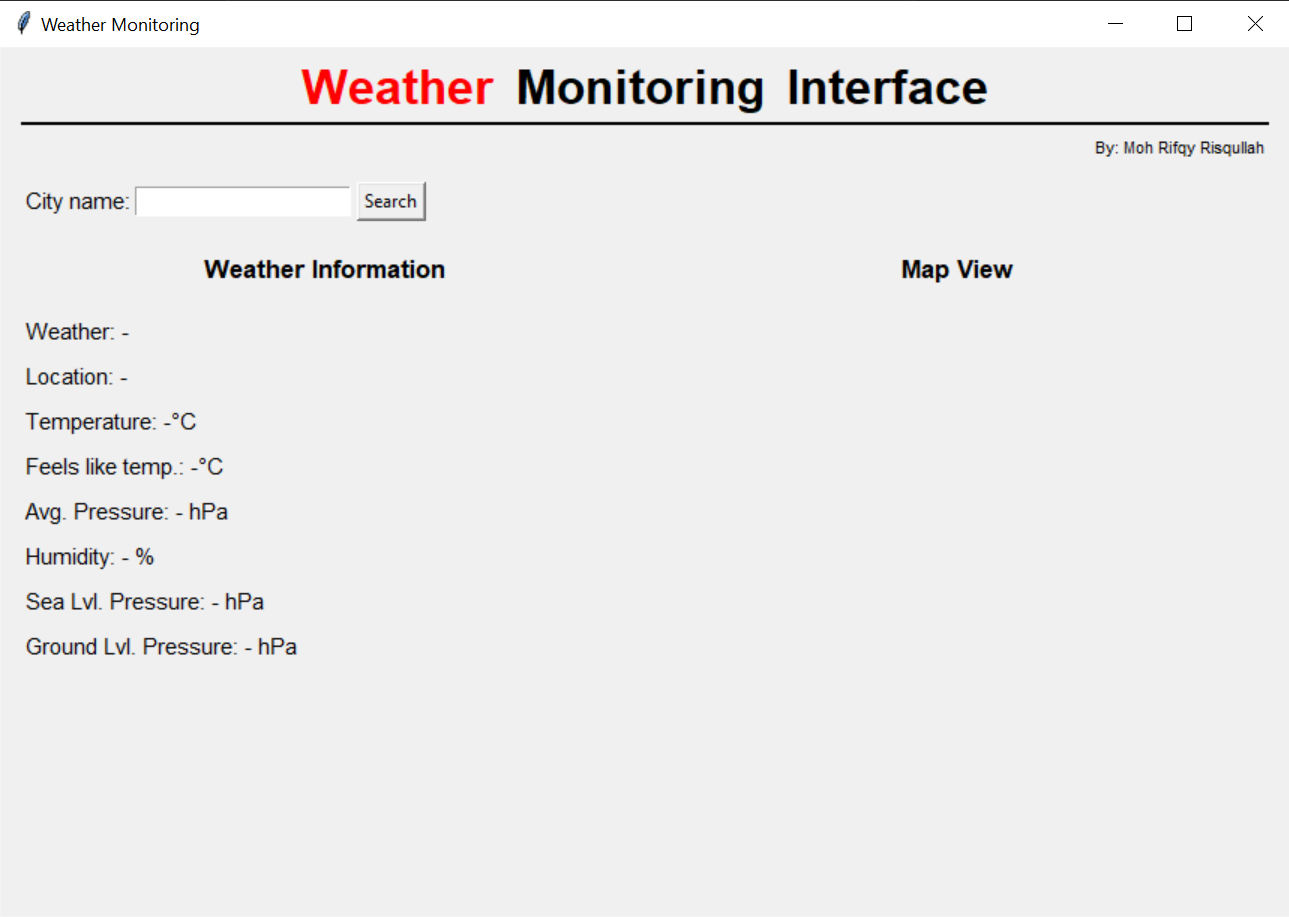 Weather Monitoring
Weather Monitoring Interface
By: Moh Rifqy Risqullah
City name: Search
Weather Information
Map View
Weather: -
Location: -
Temperature: -°C
Feels like temp.: -°C
Avg. Pressure: - hPa
Humidity: - %
Sea Lvl. Pressure: - hPa
Ground Lvl. Pressure: - hPa